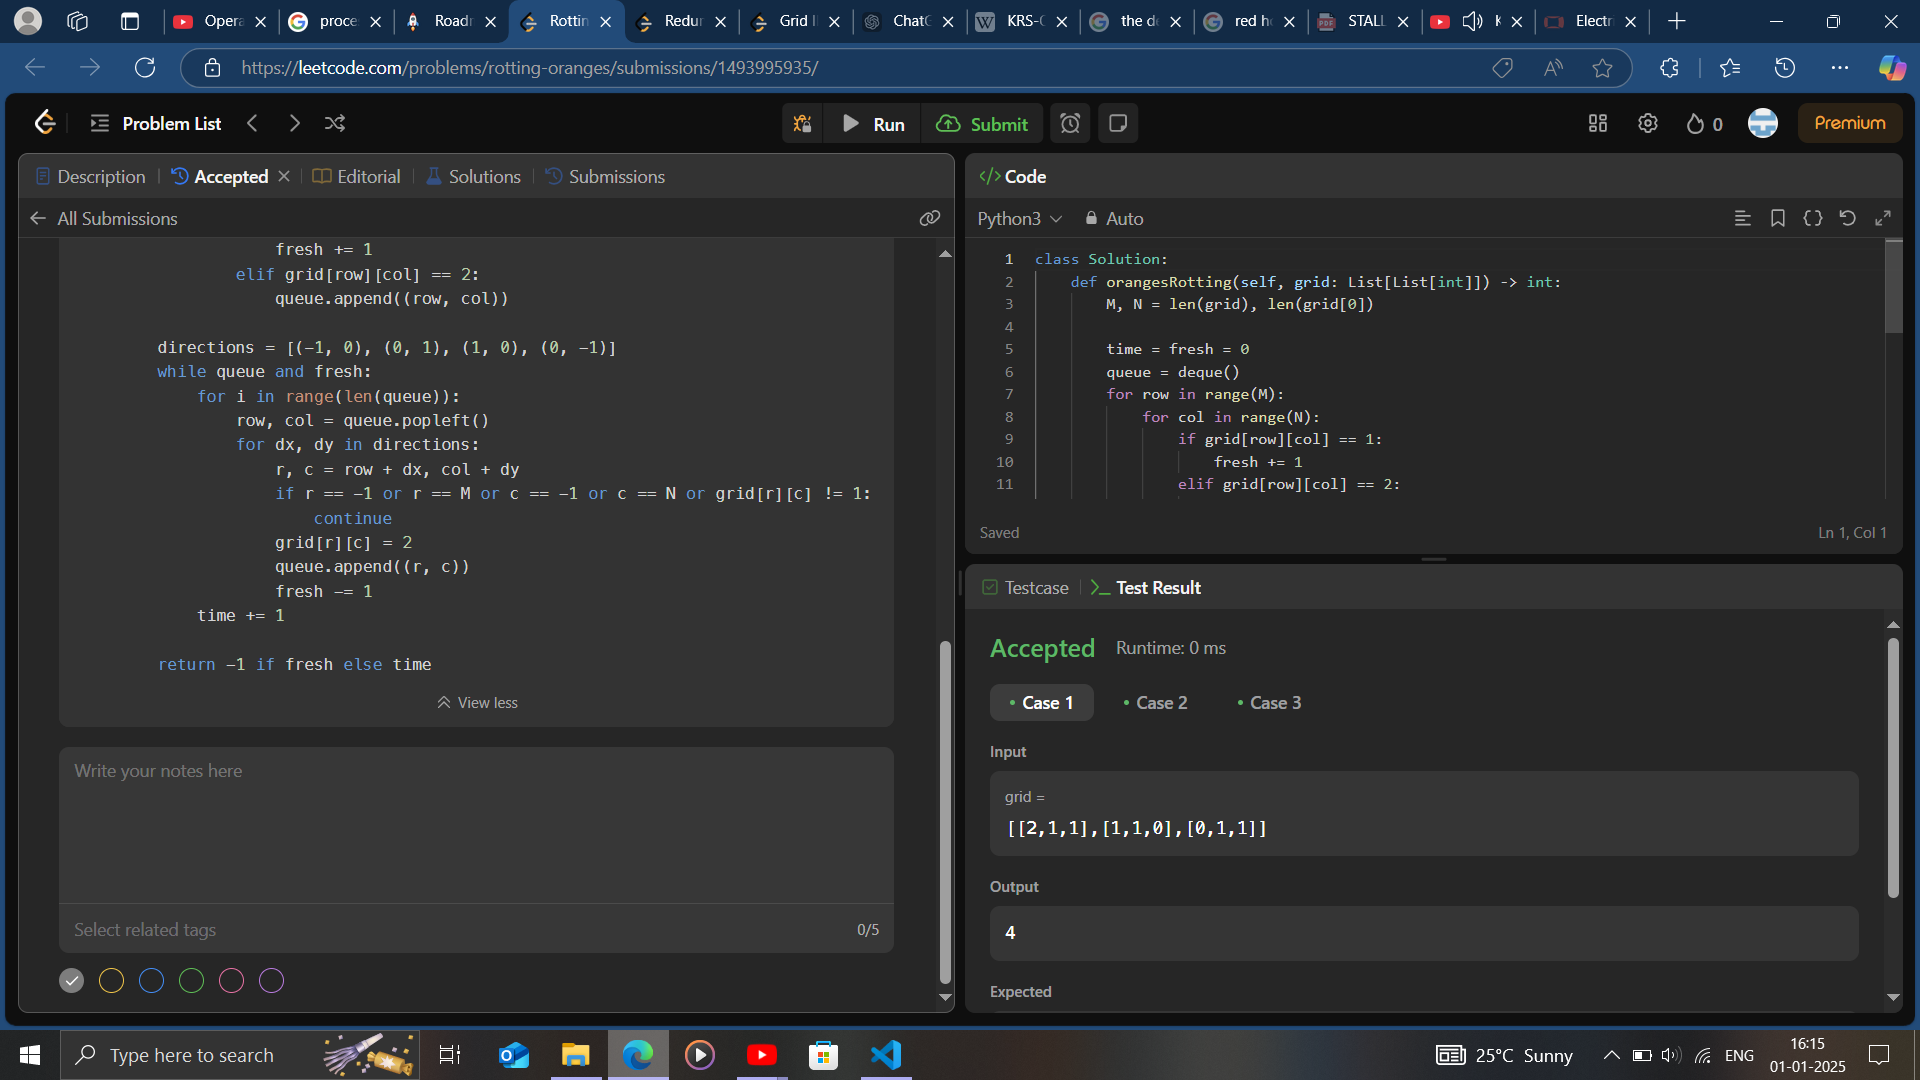 Opera
proce
Roadr
Rottin
Redur
Grid I
ChatG
KRS-C
the de
red h
STALL
K
Electri
https://leetcode.com/problems/rotting-oranges/submissions/1493995935/
Problem List
Run
Submit
0
Premium
Description
Accepted
Editorial
Solutions
Submissions
All Submissions
fresh += 1
elif grid[row][col] == 2:
queue.append((row, col))
directions = [(-1, 0), (0, 1), (1, 0), (0, -1)]
while queue and fresh:
for i in range(len(queue)):
row, col = queue.popleft()
for dx, dy in directions:
r, c = row + dx, col + dy
if r == -1 or r == M or c == -1 or c == N or grid[r][c] != 1:
continue
grid[r][c] = 2
queue.append((r, c))
fresh -= 1
time += 1
return -1 if fresh else time
View less
Write your notes here
Select related tags
0/5
</> Code
Python3
Auto
1 class Solution:
2 def orangesRotting(self, grid: List[List[int]]) -> int:
3 M, N = len(grid), len(grid[0])
4
5 time = fresh = 0
6 queue = deque()
7 for row in range(M):
8 for col in range(N):
9 if grid[row][col] == 1:
10 fresh += 1
11 elif grid[row][col] == 2:
Saved
Ln 1, Col 1
Testcase
Test Result
Accepted
Runtime: 0 ms
Case 1
Case 2
Case 3
Input
grid =
[[2,1,1],[1,1,0],[0,1,1]]
Output
4
Expected
Type here to search
25°C Sunny
ENG
16:15
01-01-2025